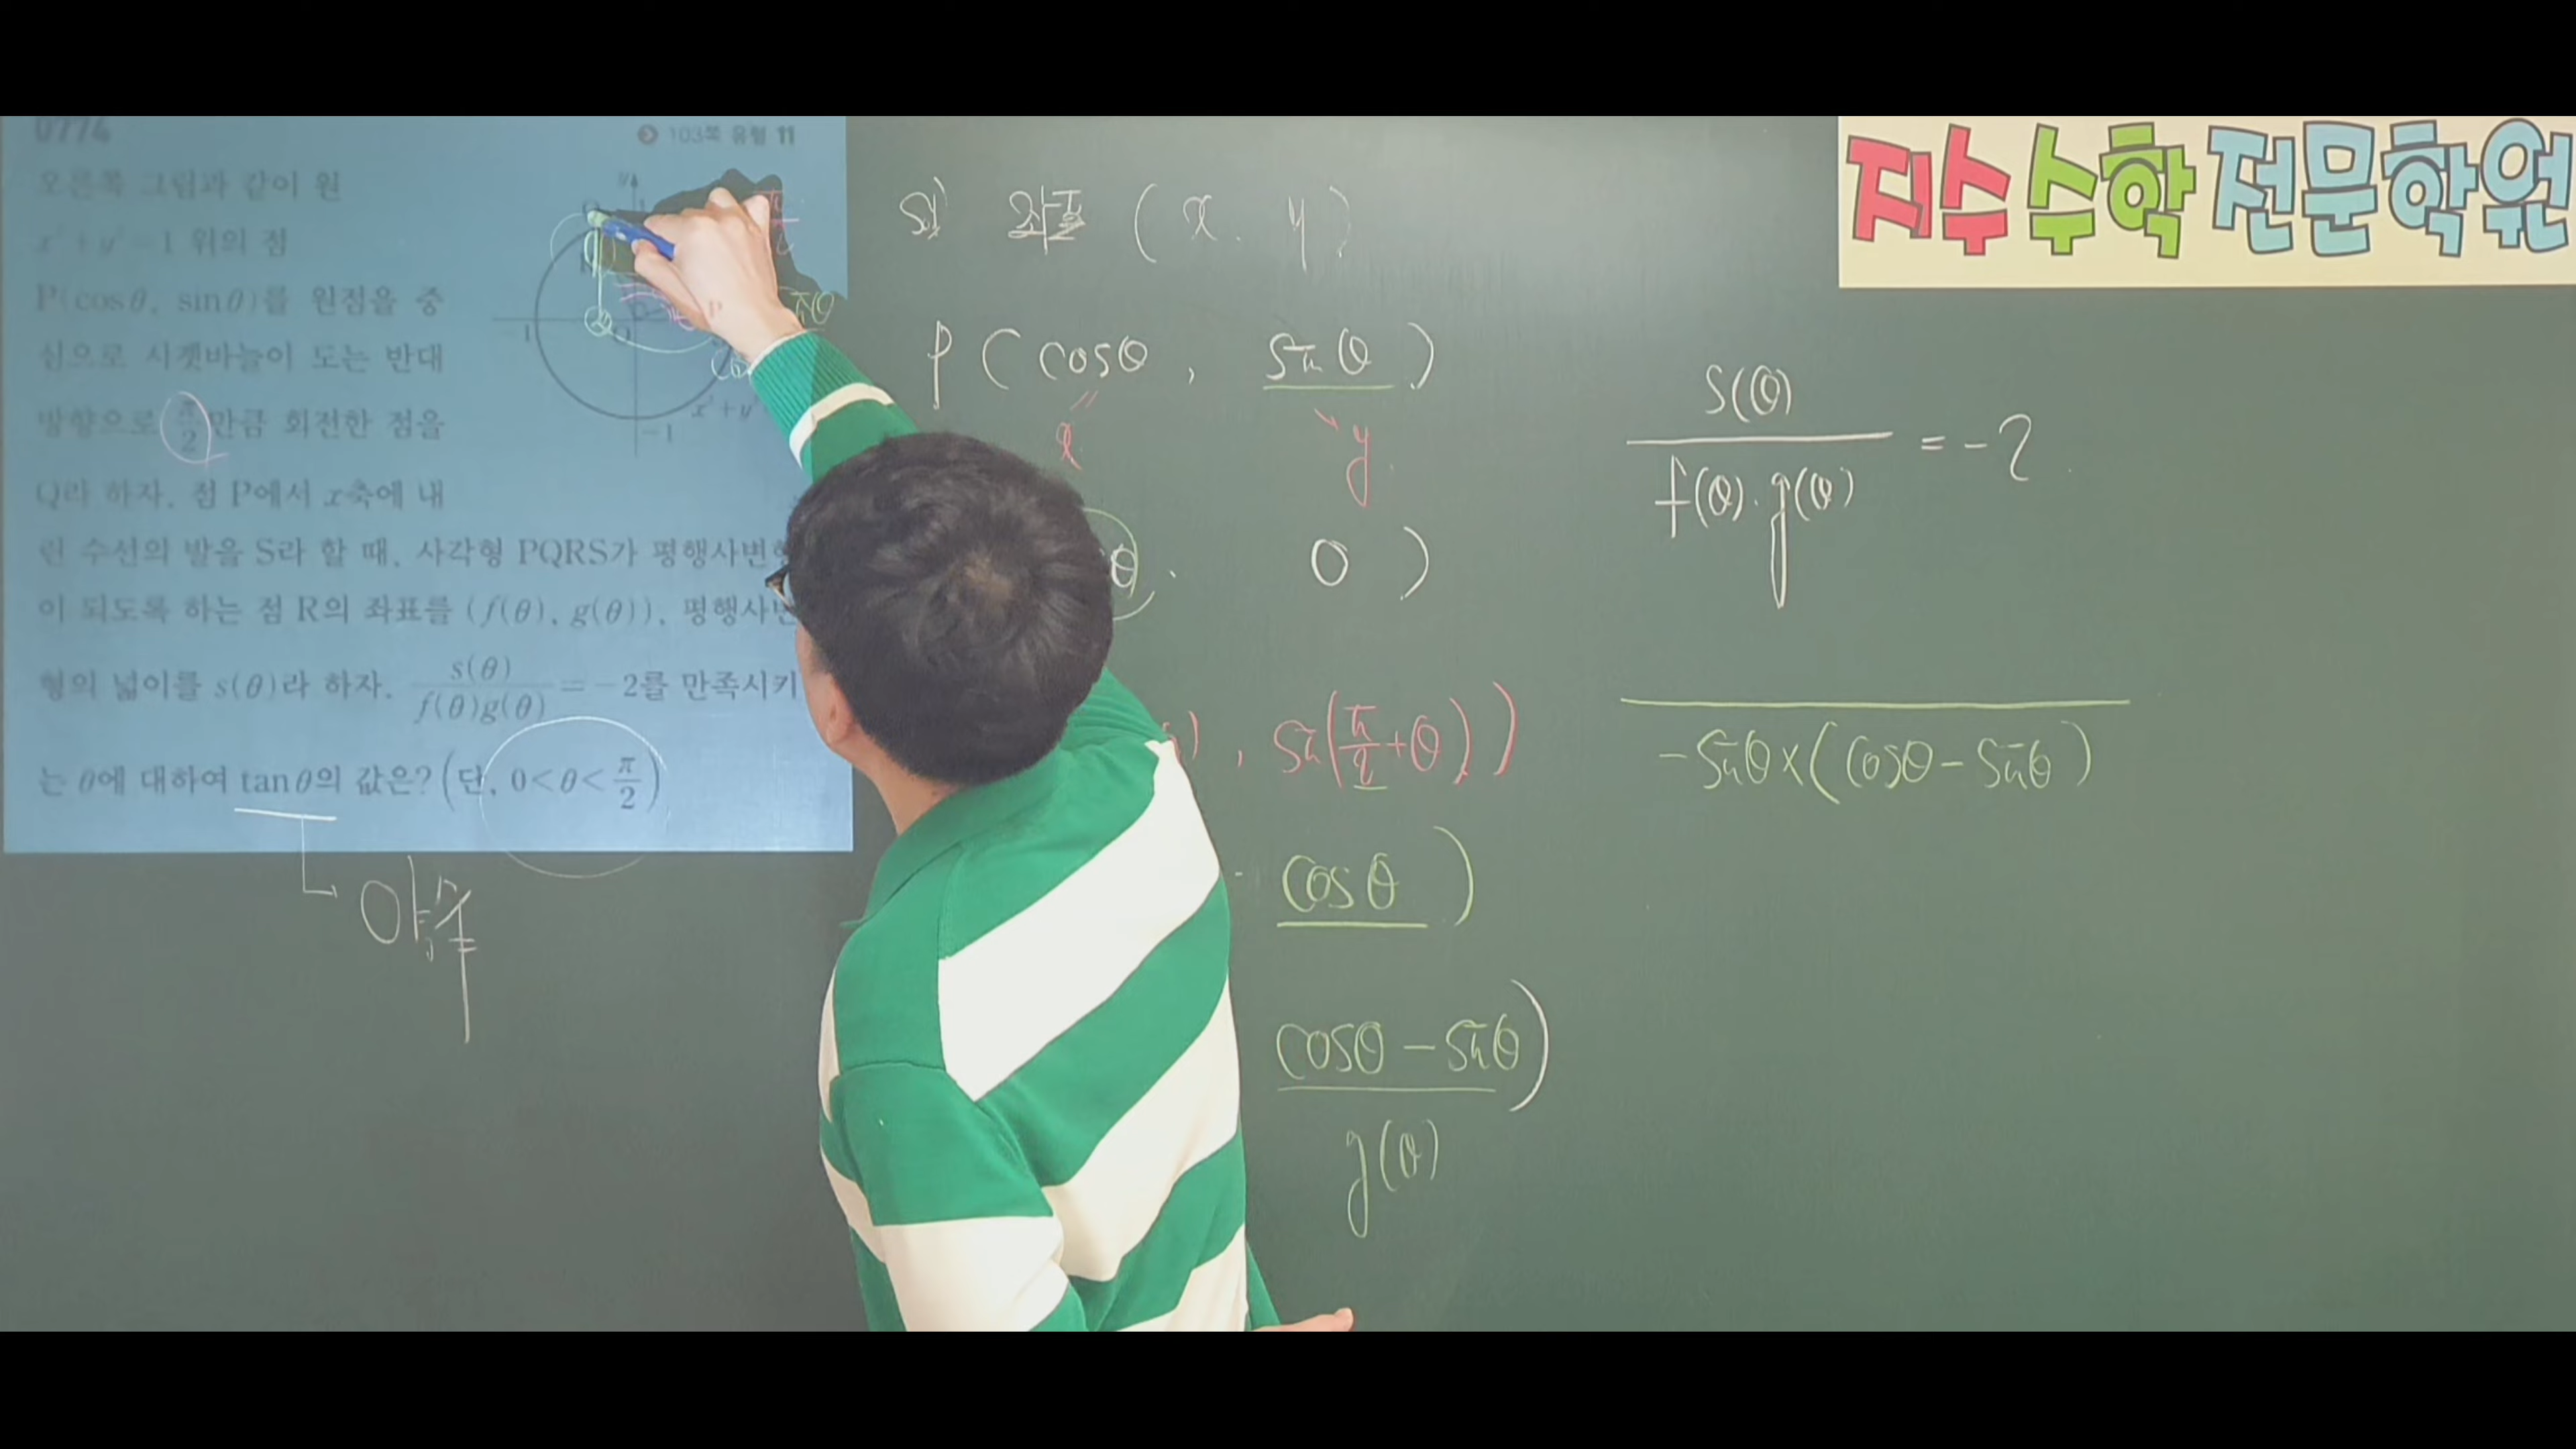 0774
103쪽 유형 11
오른쪽 그림과 같이 원
x²+y²=1 위의 점
P(cosθ, sinθ)를 원점을 중
심으로 시곗바늘이 도는 반대
방향으로 π/2만큼 회전한 점을
Q라 하자. 점 P에서 x축에 내
린 수선의 발을 S라 할 때, 사각형 PQRS가 평행사변형
이 되도록 하는 점 R의 좌표를 (f(θ), g(θ)), 평행사변
형의 넓이를 s(θ)라 하자. s(θ)/f(θ)g(θ) = -2를 만족시키
는 θ에 대하여 tanθ의 값은? (단, 0<θ<π/2)
y
-1
O
x²+y²
-1
좌표 (x, y)
P(cosθ, sinθ)
x y
θ, 0)
, sin(π/2+θ))
cosθ)
cosθ-sinθ)
g(θ)
S(θ)/f(θ)·g(θ) = -2
-sinθ×(cosθ-sinθ)
지수 수학 전문학원